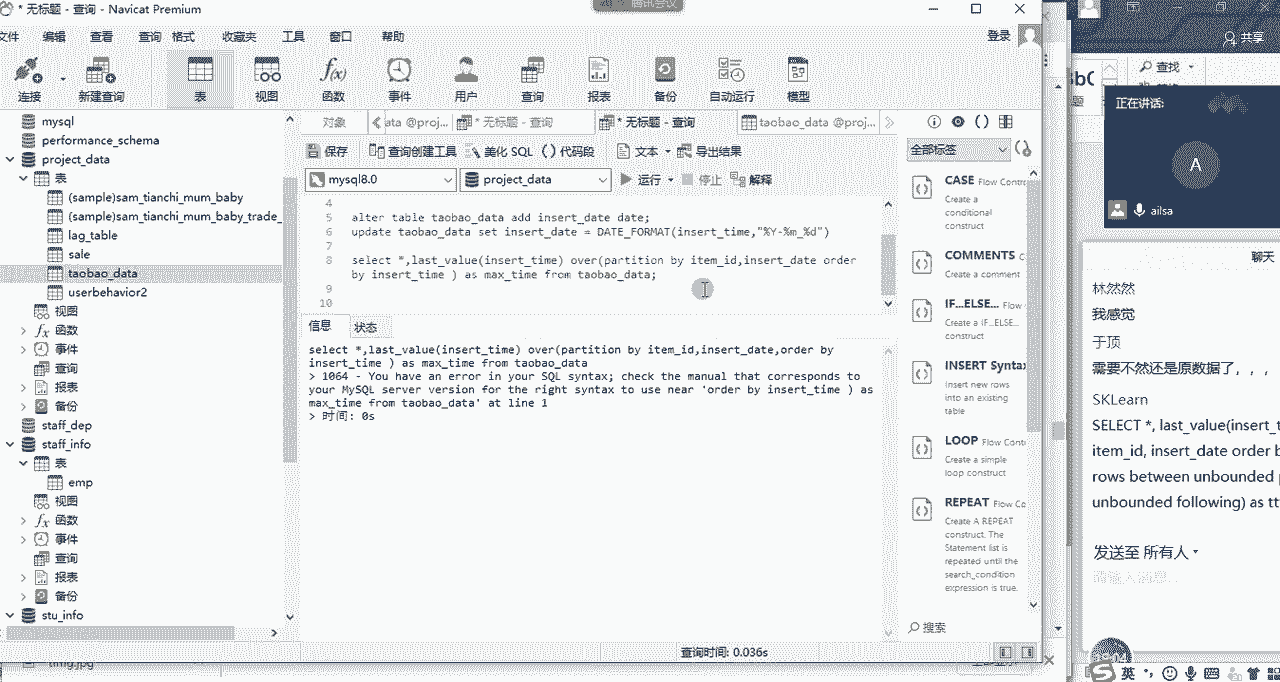 * 无标题 - 查询 - Navicat Premium
腾讯会议
文件 编辑 查看 查询 格式 收藏夹 工具 窗口 帮助
登录
连接 新建查询 表 视图 函数 事件 用户 查询 报表 备份 自动运行 模型
mysql
performance_schema
project_data
表
(sample)sam_tianchi_mum_baby
(sample)sam_tianchi_mum_baby_trade_
lag_table
sale
taobao_data
userbehavior2
视图
函数
事件
查询
报表
备份
staff_dep
staff_info
表
emp
视图
函数
事件
查询
报表
备份
stu_info
对象
ata @proj...
* 无标题 - 查询
* 无标题 - 查询
taobao_data @proj...
保存 查询创建工具 美化 SQL () 代码段 文本 导出结果
mysql8.0 project_data 运行 停止 解释
4
5 alter table taobao_data add insert_date date;
6 update taobao_data set insert_date = DATE_FORMAT(insert_time,"%Y-%m_%d")
7
8 select *,last_value(insert_time) over(partition by item_id,insert_date order
by insert_time ) as max_time from taobao_data;
9
10
信息 状态
select *,last_value(insert_time) over(partition by item_id,insert_date,order by
insert_time ) as max_time from taobao_data
> 1064 - You have an error in your SQL syntax; check the manual that corresponds to
your MySQL server version for the right syntax to use near 'order by insert_time ) as
max_time from taobao_data' at line 1
> 时间: 0s
查询时间: 0.036s
全部标签
CASE Flow Contr
Create a
conditional
construct
COMMENTS C
Create a comment
IF...ELSE... Flow
Create a IF...ELSE...
construct
INSERT Synta
Insert new rows
into an existing
table
LOOP Flow Cont
Create a simple
loop construct
REPEAT Flow Co
Create A REPEAT
construct. The
Statement list is
repeated until the
search_condition
expression is true.
搜索
共享
查找
正在讲话:
A
ailsa
聊天
林然然
我感觉
于顶
需要不然还是原数据了，，，
SKLearn
SELECT *, last_value(insert_t
item_id, insert_date order b
rows between unbounded p
unbounded following) as tt
发送至 所有人
请输入消息...
英